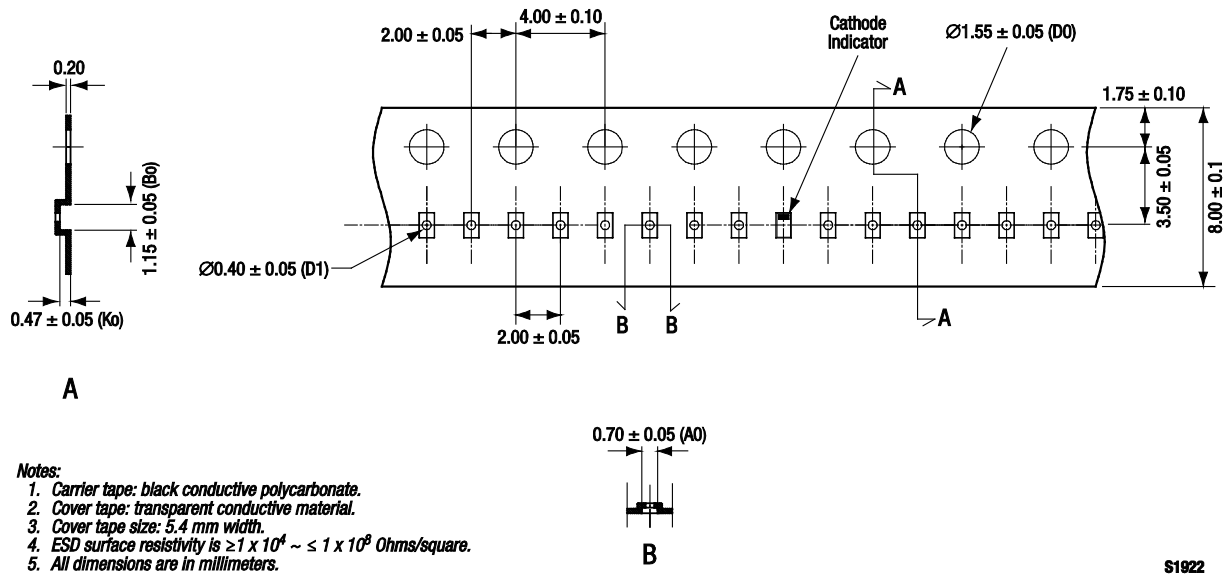 4.00 ± 0.10
2.00 ± 0.05
Cathode
Indicator
Ø1.55 ± 0.05 (D0)
0.20
A
1.75 ± 0.10
3.50 ± 0.05
8.00 ± 0.1
1.15 ± 0.05 (Bo)
Ø0.40 ± 0.05 (D1)
0.47 ± 0.05 (Ko)
2.00 ± 0.05
B B
A
A
0.70 ± 0.05 (A0)
B
Notes:
1. Carrier tape: black conductive polycarbonate.
2. Cover tape: transparent conductive material.
3. Cover tape size: 5.4 mm width.
4. ESD surface resistivity is ≥1 x 10⁴ ~ ≤ 1 x 10⁸ Ohms/square.
5. All dimensions are in millimeters.
S1922